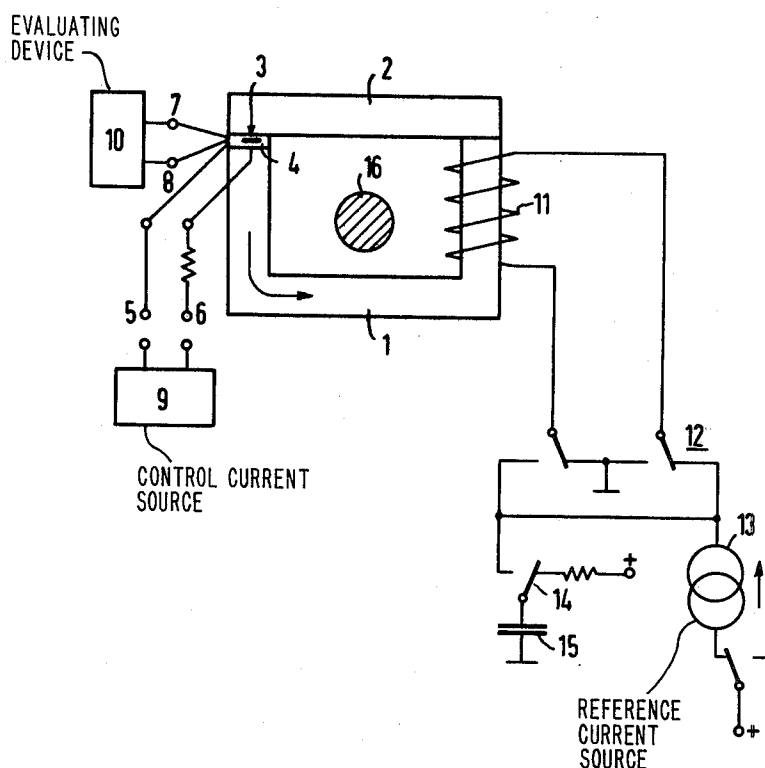 EVALUATING
DEVICE
3
2
7
10
4
8
16
11
5
6
1
9
12
CONTROL CURRENT
SOURCE
13
+
14
15
REFERENCE
CURRENT
SOURCE
+